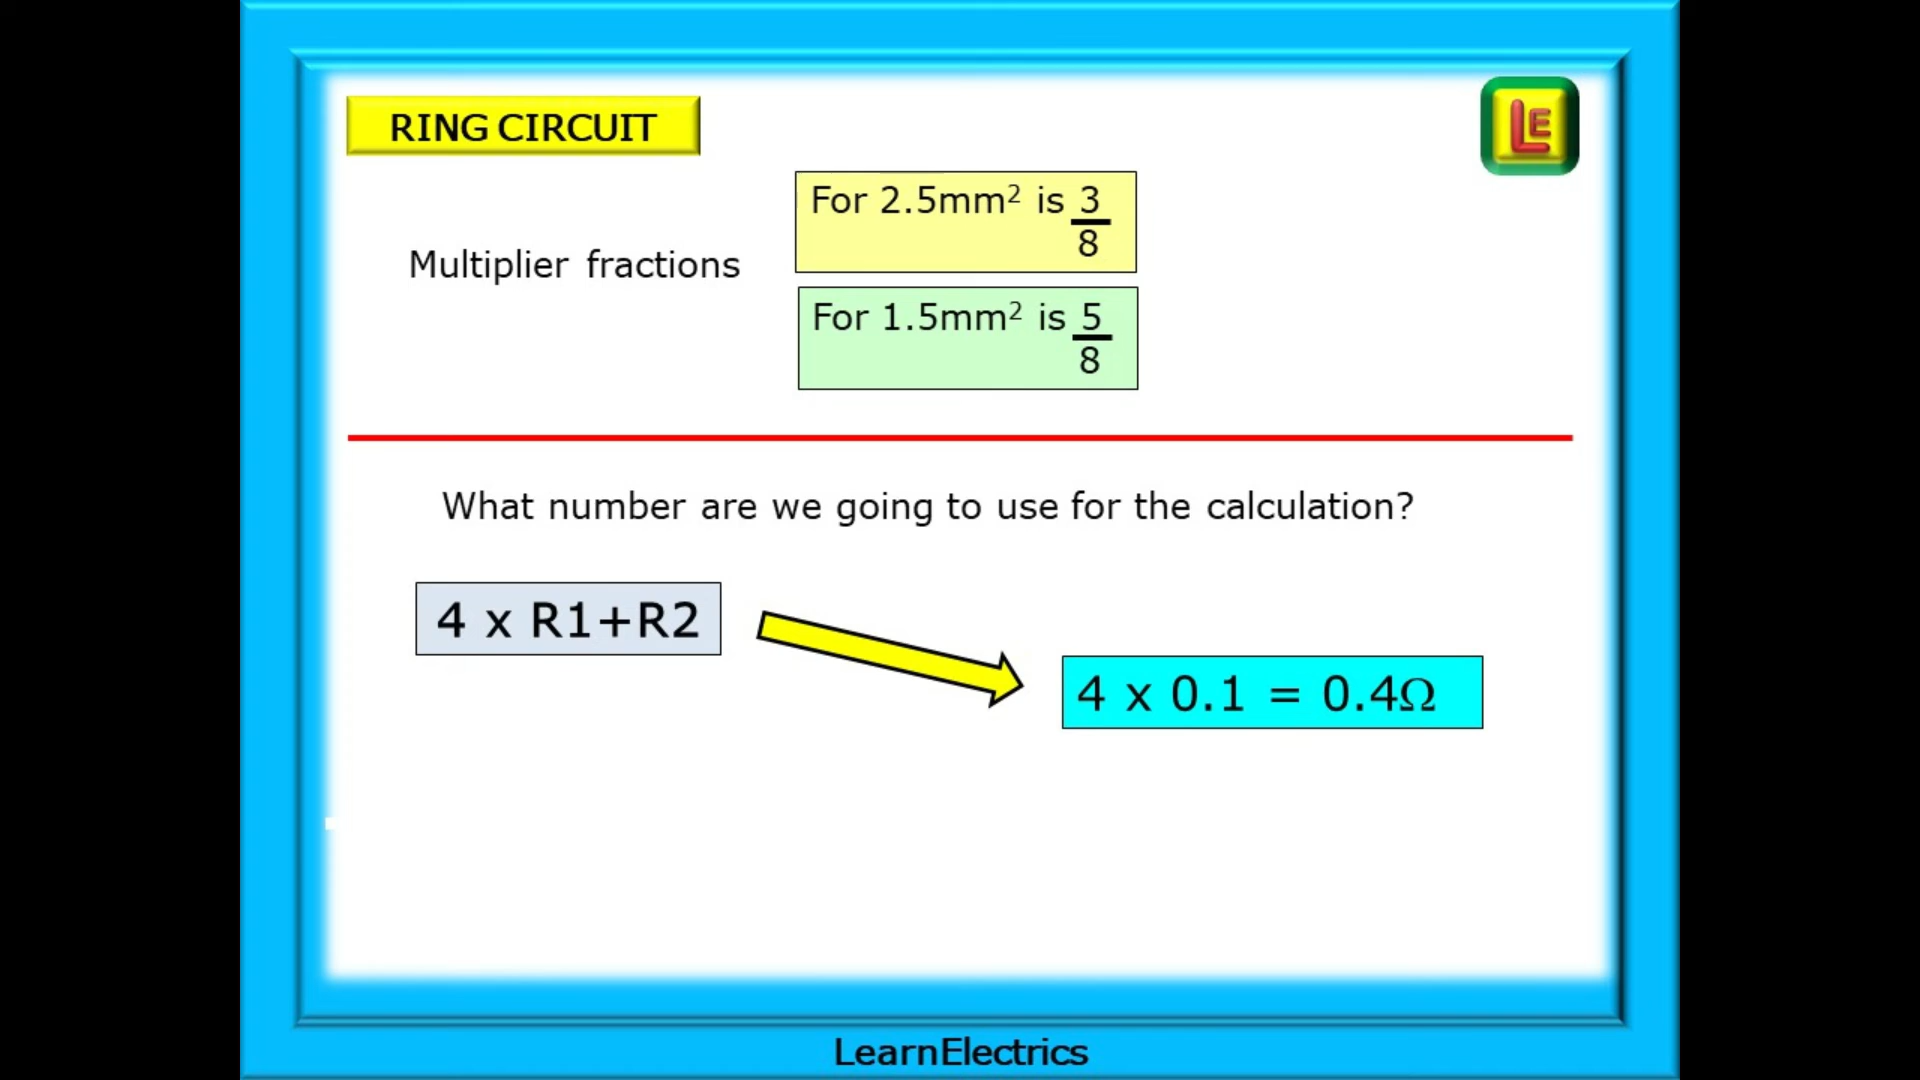 RING CIRCUIT
LE
For 2.5mm² is 3
8
Multiplier fractions
For 1.5mm² is 5
8
What number are we going to use for the calculation?
4 x R1+R2
4 x 0.1 = 0.4Ω
LearnElectrics